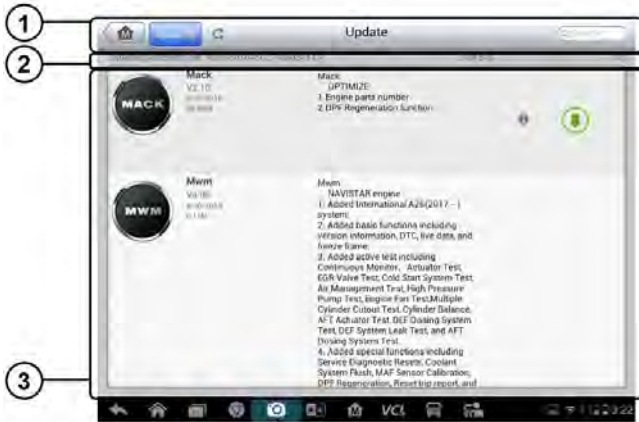 1
Update
2
Mack
V2.10
MACK
Mack
UPTIMIZE:
1.Engine parts number
2.DPF Regeneration function
Mwm
MWM
Mwm
NAVISTAR engine
1. Added International A26(2017 - )
system;
2. Added basic functions including
version information, DTC, live data, and
freeze frame;
3. Added active test including
Continuous Monitor, Actuator Test,
EGR Valve Test, Cold Start System Test,
Air Management Test, High Pressure
Pump Test, Engine Fan Test,Multiple
Cylinder Cutout Test, Cylinder Balance,
AFT Actuator Test, DEF Dosing System
Test, DEF System Leak Test, and AFT
Dosing System Test.
4. Added special functions including
Service Diagnostic Resets, Coolant
System Flush, MAF Sensor Calibration,
DPF Regeneration, Reset trip report, and
3
M
VCI
3:22